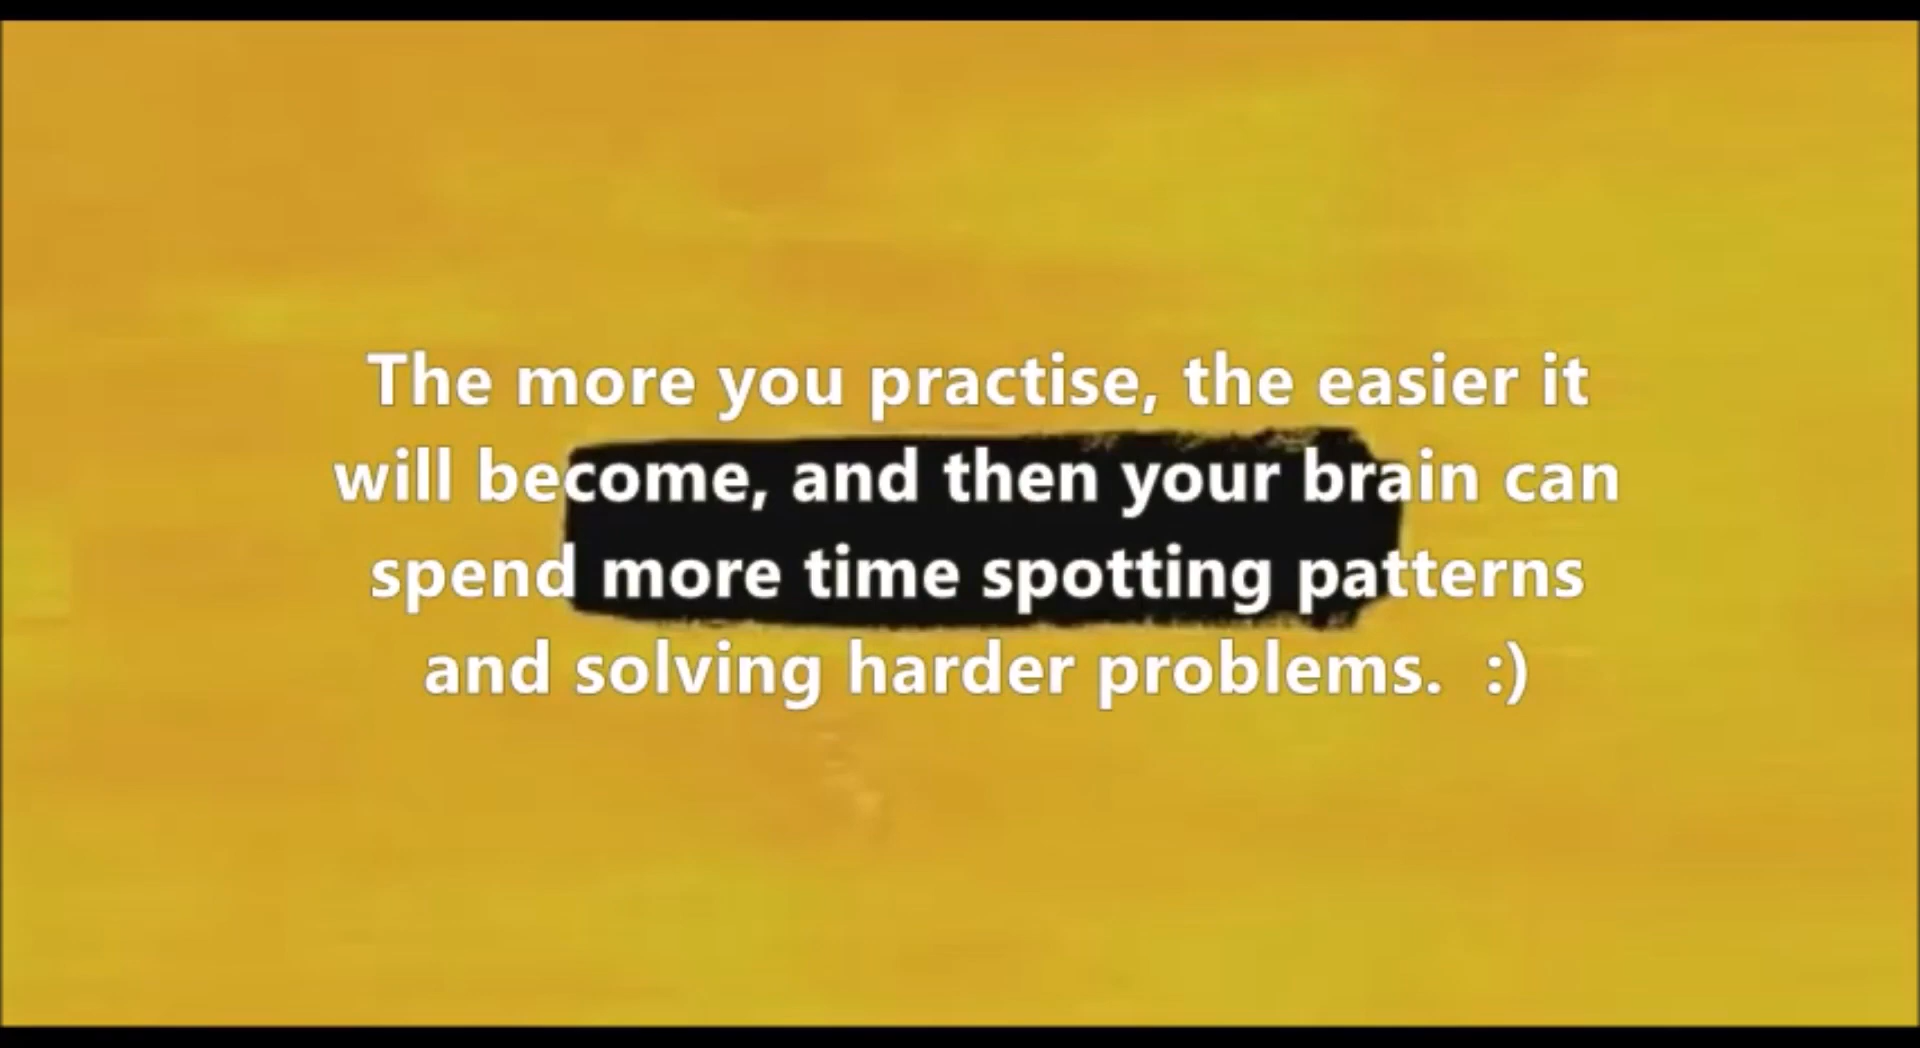 The more you practise, the easier it
will become, and then your brain can
spend more time spotting patterns
and solving harder problems.  :)